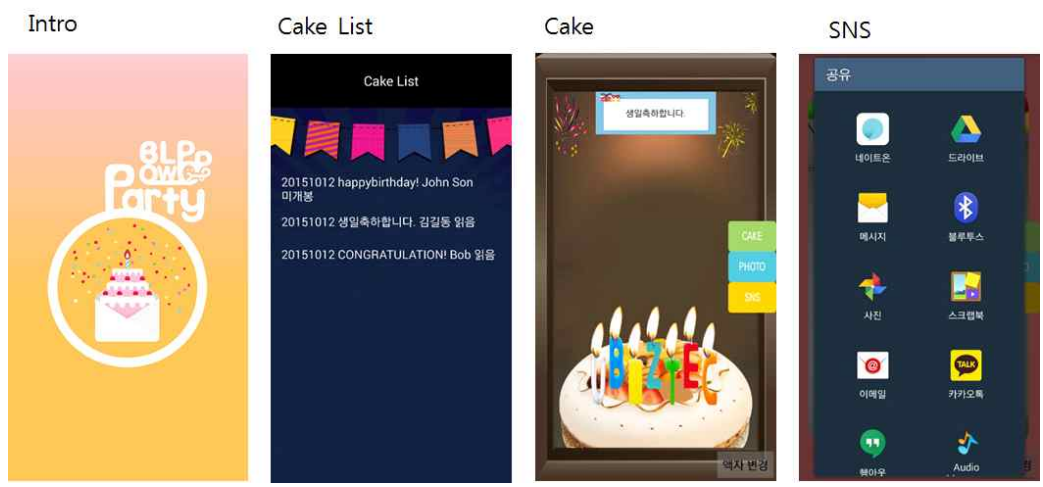 Intro
Cake List
Cake
SNS
BLP
OWL
Party
Cake List
20151012 happybirthday! John Son
미개봉
20151012 생일축하합니다. 김길동 읽음
20151012 CONGRATULATION! Bob 읽음
생일축하합니다.
CAKE
PHOTO
SNS
UBIZTEC
액자 변경
공유
네이트온
드라이브
메시지
블루투스
사진
스크랩북
이메일
TALK
카카오톡
행아웃
Audio